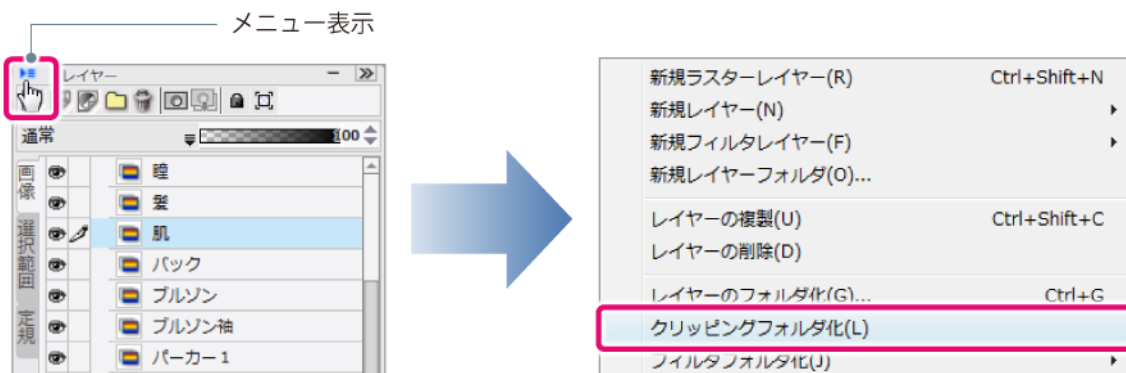 メニュー表示
レイヤー
通常
100
画像
選択範囲
定規
瞳
髪
肌
バック
ブルゾン
ブルゾン袖
パーカー1
新規ラスターレイヤー(R) Ctrl+Shift+N
新規レイヤー(N)
新規フィルタレイヤー(F)
新規レイヤーフォルダ(O)...
レイヤーの複製(U) Ctrl+Shift+C
レイヤーの削除(D)
レイヤーのフォルダ化(G)... Ctrl+G
クリッピングフォルダ化(L)
フィルタフォルダ化(J)